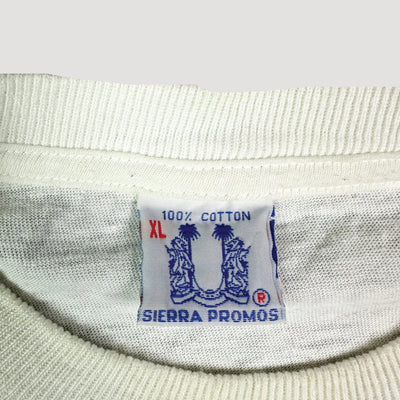 100% COTTON
XL
®
SIERRA PROMOS